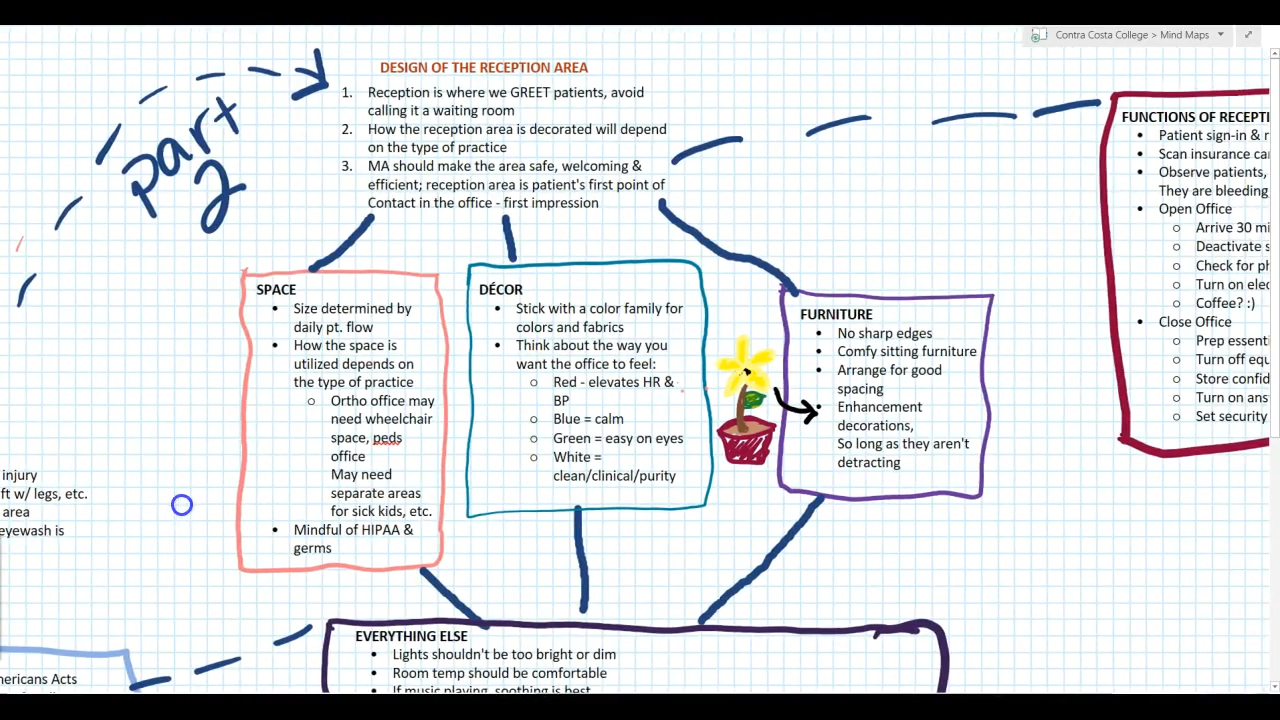 Contra Costa College > Mind Maps
part
2
DESIGN OF THE RECEPTION AREA
1. Reception is where we GREET patients, avoid
calling it a waiting room
2. How the reception area is decorated will depend
on the type of practice
3. MA should make the area safe, welcoming &
efficient; reception area is patient's first point of
Contact in the office - first impression
SPACE
• Size determined by
daily pt. flow
• How the space is
utilized depends on
the type of practice
o Ortho office may
need wheelchair
space, peds
office
May need
separate areas
for sick kids, etc.
• Mindful of HIPAA &
germs
DÉCOR
• Stick with a color family for
colors and fabrics
• Think about the way you
want the office to feel:
o Red - elevates HR &
BP
o Blue = calm
o Green = easy on eyes
o White =
clean/clinical/purity
FURNITURE
• No sharp edges
• Comfy sitting furniture
• Arrange for good
spacing
• Enhancement
decorations,
So long as they aren't
detracting
FUNCTIONS OF RECEPTI
• Patient sign-in & r
• Scan insurance ca
• Observe patients,
They are bleeding
• Open Office
o Arrive 30 mi
o Deactivate s
o Check for ph
o Turn on elec
o Coffee? :)
• Close Office
o Prep essenti
o Turn off equ
o Store confid
o Turn on ans
o Set security
injury
ft w/ legs, etc.
area
eyewash is
mericans Acts
EVERYTHING ELSE
• Lights shouldn't be too bright or dim
• Room temp should be comfortable
• If music playing, soothing is best